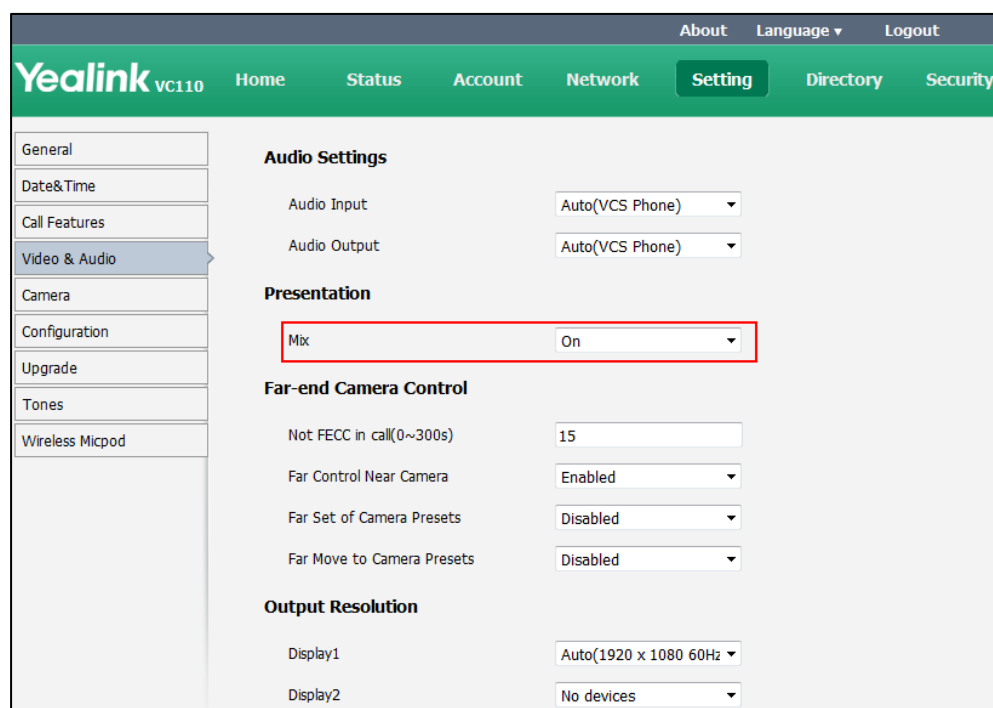 About Language ▾ Logout
Yealink VC110 Home Status Account Network Setting Directory Security
General
Date&Time
Call Features
Video & Audio
Camera
Configuration
Upgrade
Tones
Wireless Micpod
Audio Settings
Audio Input Auto(VCS Phone)
Audio Output Auto(VCS Phone)
Presentation
Mix On
Far-end Camera Control
Not FECC in call(0~300s) 15
Far Control Near Camera Enabled
Far Set of Camera Presets Disabled
Far Move to Camera Presets Disabled
Output Resolution
Display1 Auto(1920 x 1080 60Hz
Display2 No devices